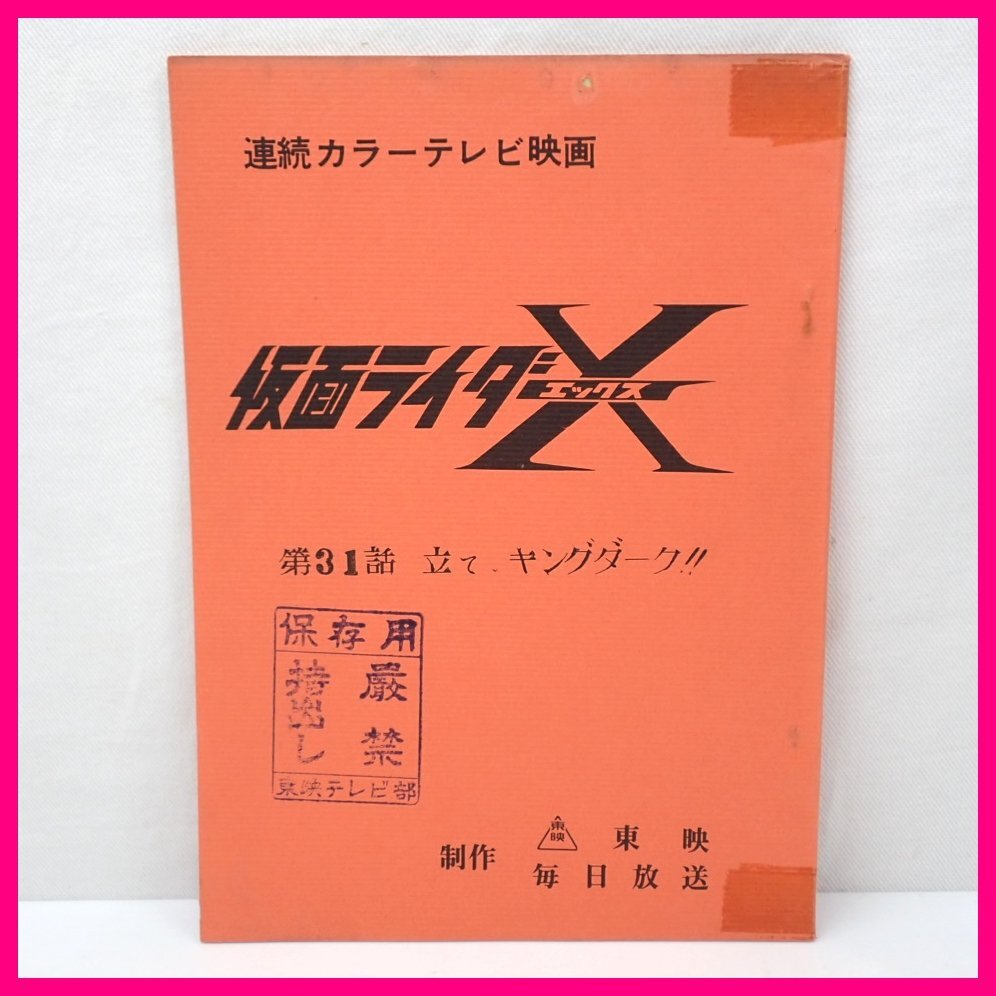 連続カラーテレビ映画
仮面ライダーX
エックス
第31話 立て、キングダーク!!
保存用
持出し
厳禁
東映テレビ部
制作
東映
東映
毎日放送